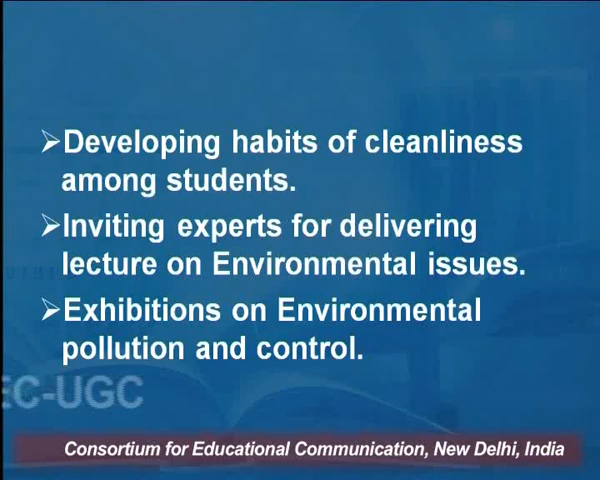 ➢Developing habits of cleanliness
among students.
➢Inviting experts for delivering
lecture on Environmental issues.
➢Exhibitions on Environmental
pollution and control.
EC-UGC
Consortium for Educational Communication, New Delhi, India